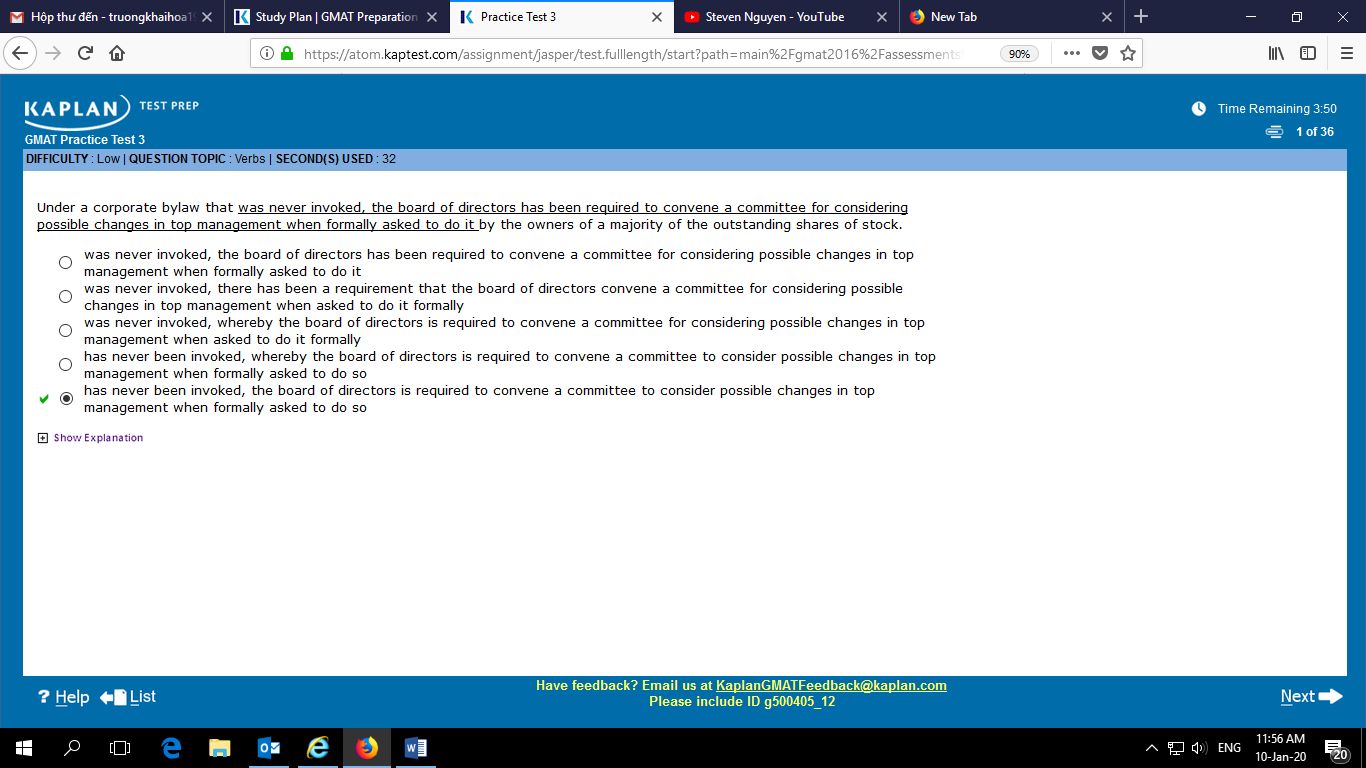 Hộp thư đến - truongkhaihoa1
Study Plan | GMAT Preparation
Practice Test 3
Steven Nguyen - YouTube
New Tab
https://atom.kaptest.com/assignment/jasper/test.fulllength/start?path=main%2Fgmat2016%2Fassessments
90%
KAPLAN TEST PREP
Time Remaining 3:50
GMAT Practice Test 3
1 of 36
DIFFICULTY : Low | QUESTION TOPIC : Verbs | SECOND(S) USED : 32
Under a corporate bylaw that was never invoked, the board of directors has been required to convene a committee for considering
possible changes in top management when formally asked to do it by the owners of a majority of the outstanding shares of stock.
was never invoked, the board of directors has been required to convene a committee for considering possible changes in top
management when formally asked to do it
was never invoked, there has been a requirement that the board of directors convene a committee for considering possible
changes in top management when asked to do it formally
was never invoked, whereby the board of directors is required to convene a committee for considering possible changes in top
management when asked to do it formally
has never been invoked, whereby the board of directors is required to convene a committee to consider possible changes in top
management when formally asked to do so
has never been invoked, the board of directors is required to convene a committee to consider possible changes in top
management when formally asked to do so
Show Explanation
? Help
List
Have feedback? Email us at KaplanGMATFeedback@kaplan.com
Please include ID g500405_12
Next
ENG
11:56 AM
10-Jan-20
20